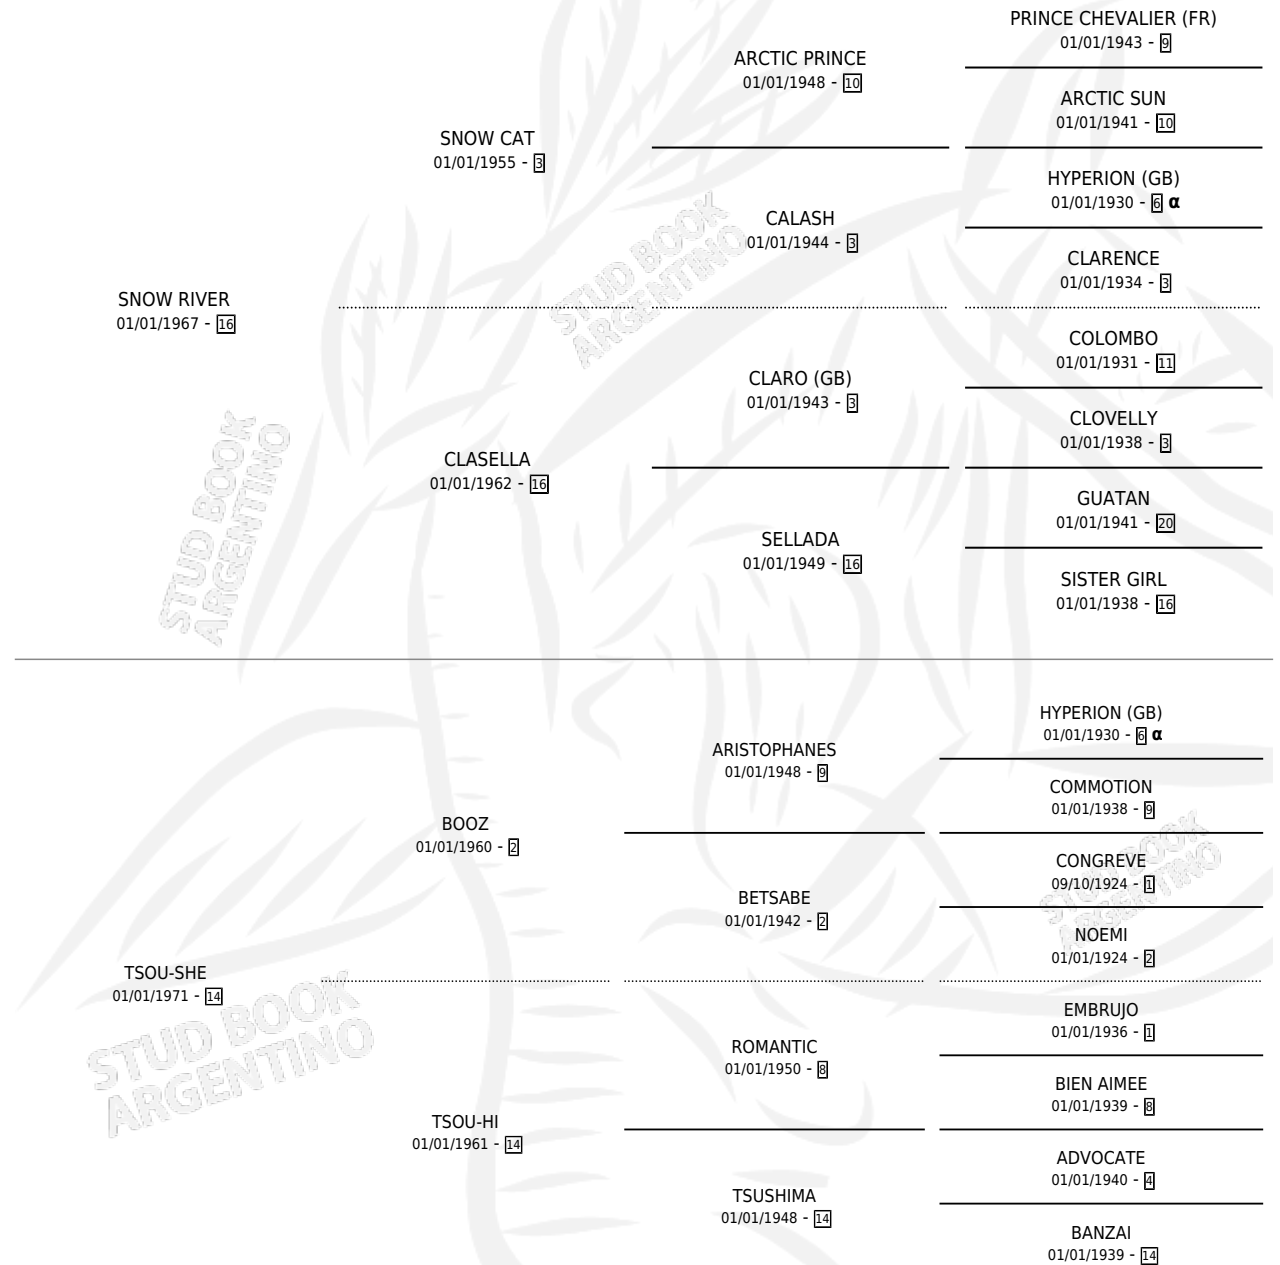 PRINCE CHEVALIER (FR)
01/01/1943 - 9
ARCTIC PRINCE
01/01/1948 - 10
ARCTIC SUN
01/01/1941 - 10
SNOW CAT
01/01/1955 - 3
HYPERION (GB)
01/01/1930 - 6 α
CALASH
01/01/1944 - 3
CLARENCE
01/01/1934 - 3
SNOW RIVER
01/01/1967 - 16
COLOMBO
01/01/1931 - 11
CLARO (GB)
01/01/1943 - 3
CLOVELLY
01/01/1938 - 3
CLASELLA
01/01/1962 - 16
GUATAN
01/01/1941 - 20
SELLADA
01/01/1949 - 16
SISTER GIRL
01/01/1938 - 16
HYPERION (GB)
01/01/1930 - 6 α
ARISTOPHANES
01/01/1948 - 9
COMMOTION
01/01/1938 - 9
BOOZ
01/01/1960 - 2
CONGREVE
09/10/1924 - 1
BETSABE
01/01/1942 - 2
NOEMI
01/01/1924 - 2
TSOU-SHE
01/01/1971 - 14
EMBRUJO
01/01/1936 - 1
ROMANTIC
01/01/1950 - 8
BIEN AIMEE
01/01/1939 - 8
TSOU-HI
01/01/1961 - 14
ADVOCATE
01/01/1940 - 4
TSUSHIMA
01/01/1948 - 14
BANZAI
01/01/1939 - 14
STUD BOOK
ARGENTINO
STUD BOOK
ARGENTINO
STUD BOOK
ARGENTINO
STUD BOOK
ARGENTINO